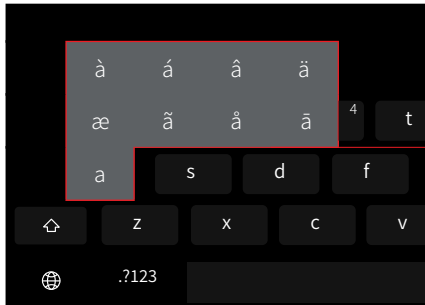 à á â ä
æ ã å ā 4 t
a s d f
z x c v
.?123